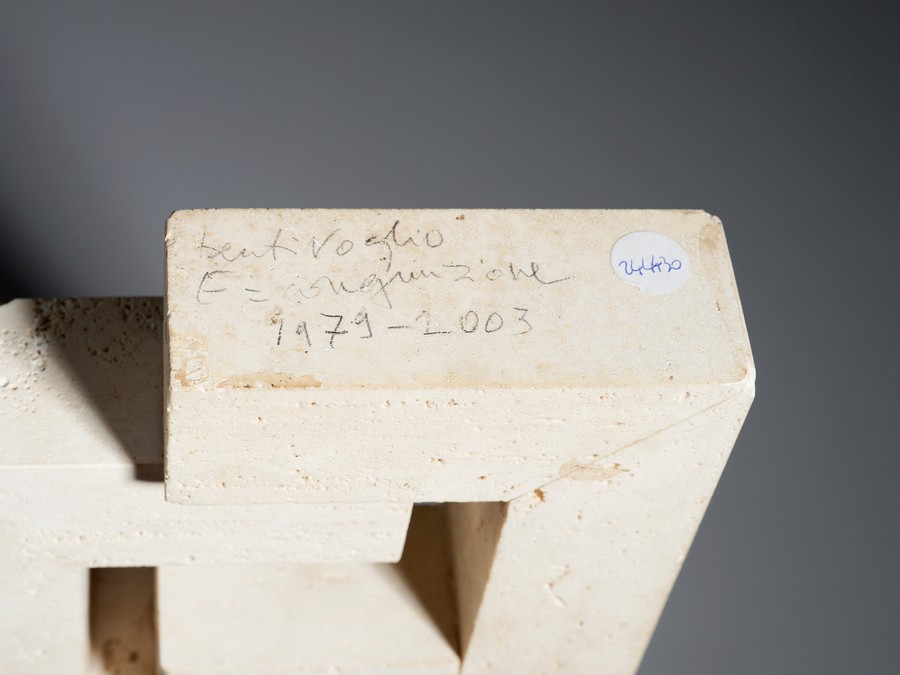 bentivoglio
E = congiunzione
1979-2003
24430